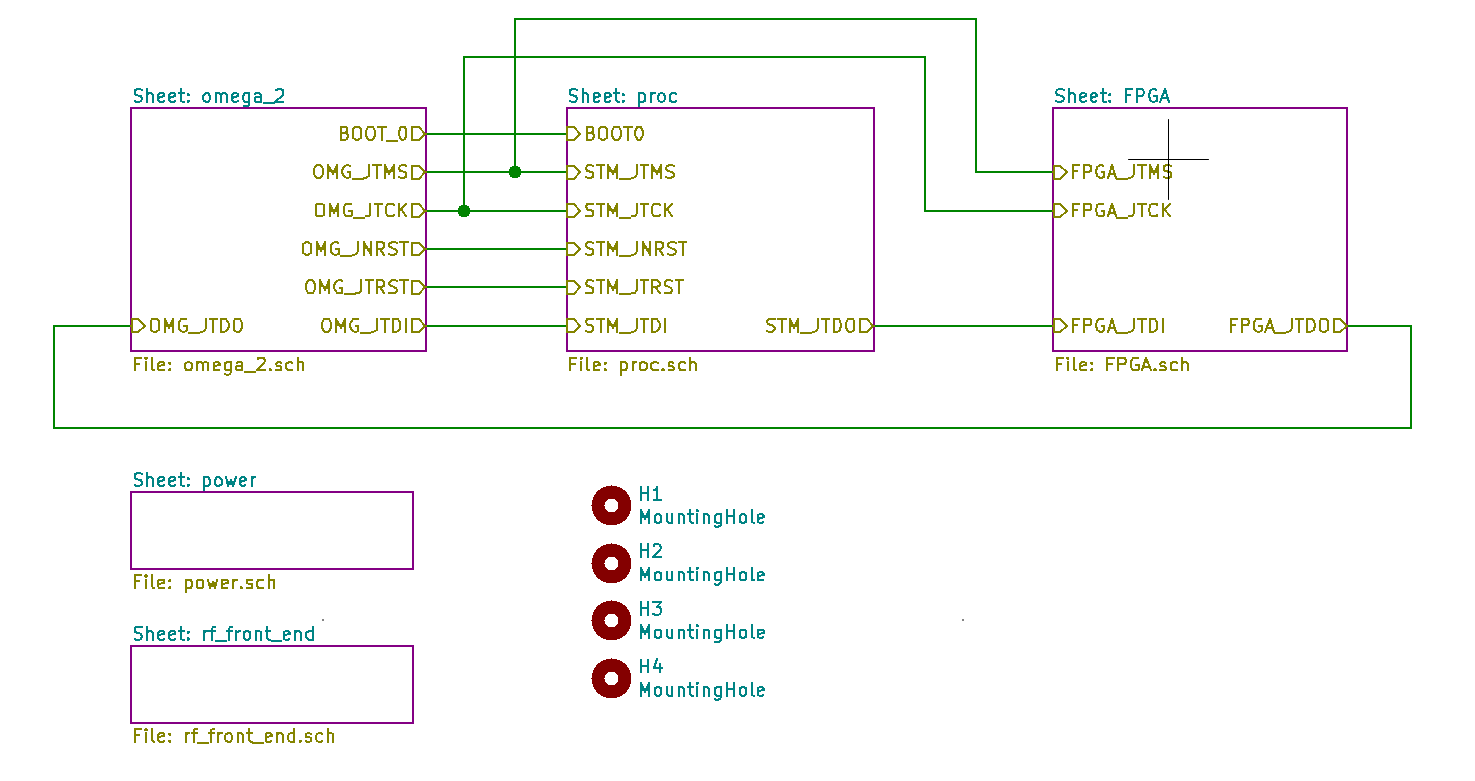 Sheet: omega_2
BOOT_0
OMG_JTMS
OMG_JTCK
OMG_JNRST
OMG_JTRST
OMG_JTDO
OMG_JTDI
File: omega_2.sch
Sheet: proc
BOOT0
STM_JTMS
STM_JTCK
STM_JNRST
STM_JTRST
STM_JTDI
STM_JTDO
File: proc.sch
Sheet: FPGA
FPGA_JTMS
FPGA_JTCK
FPGA_JTDI
FPGA_JTDO
File: FPGA.sch
Sheet: power
File: power.sch
Sheet: rf_front_end
File: rf_front_end.sch
H1
MountingHole
H2
MountingHole
H3
MountingHole
H4
MountingHole